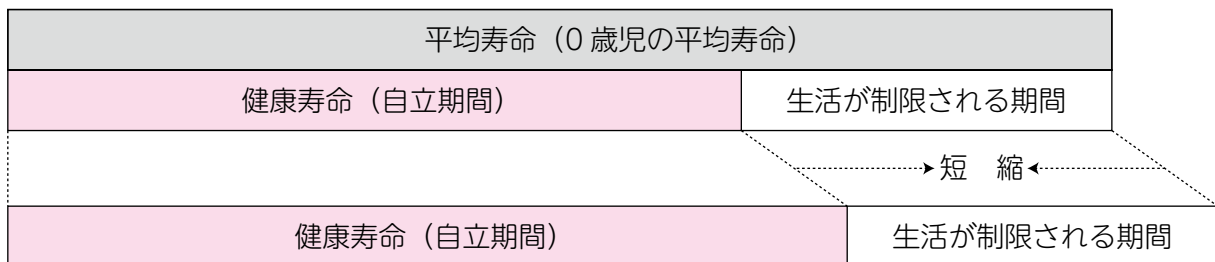 平均寿命（0 歳児の平均寿命）
健康寿命（自立期間）
生活が制限される期間
短　縮
健康寿命（自立期間）
生活が制限される期間